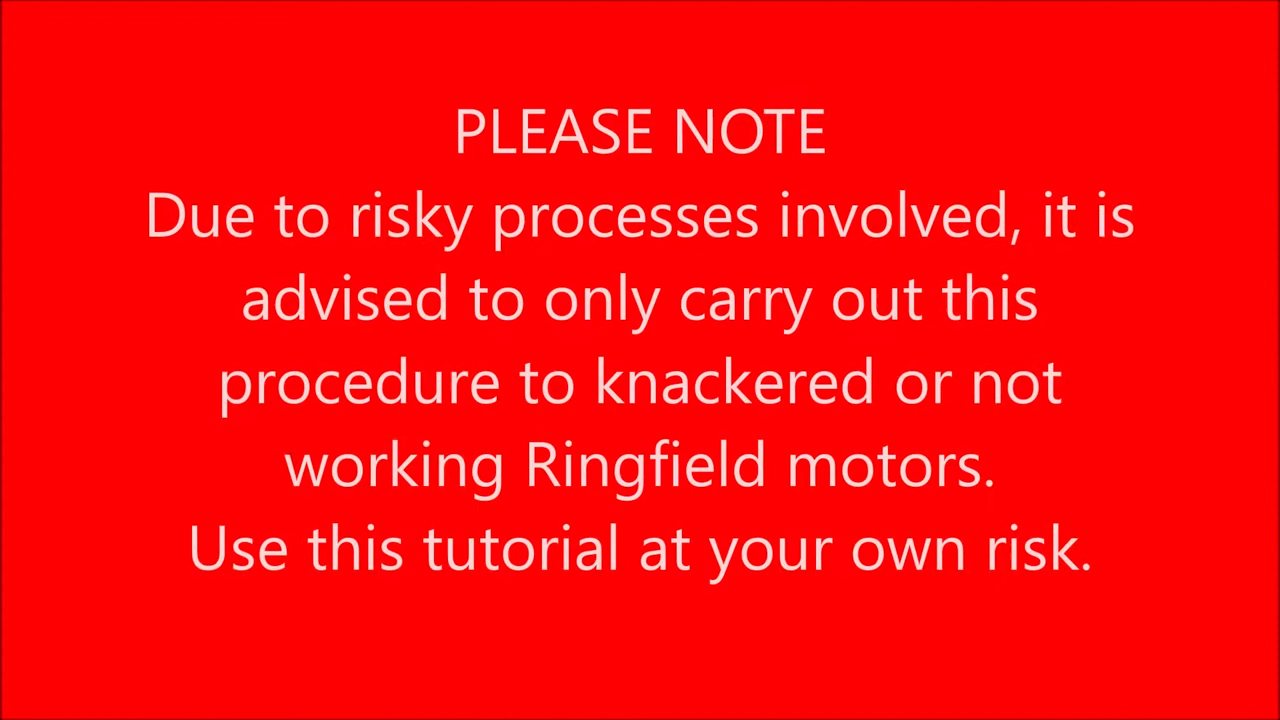 PLEASE NOTE
Due to risky processes involved, it is
advised to only carry out this
procedure to knackered or not
working Ringfield motors.
Use this tutorial at your own risk.